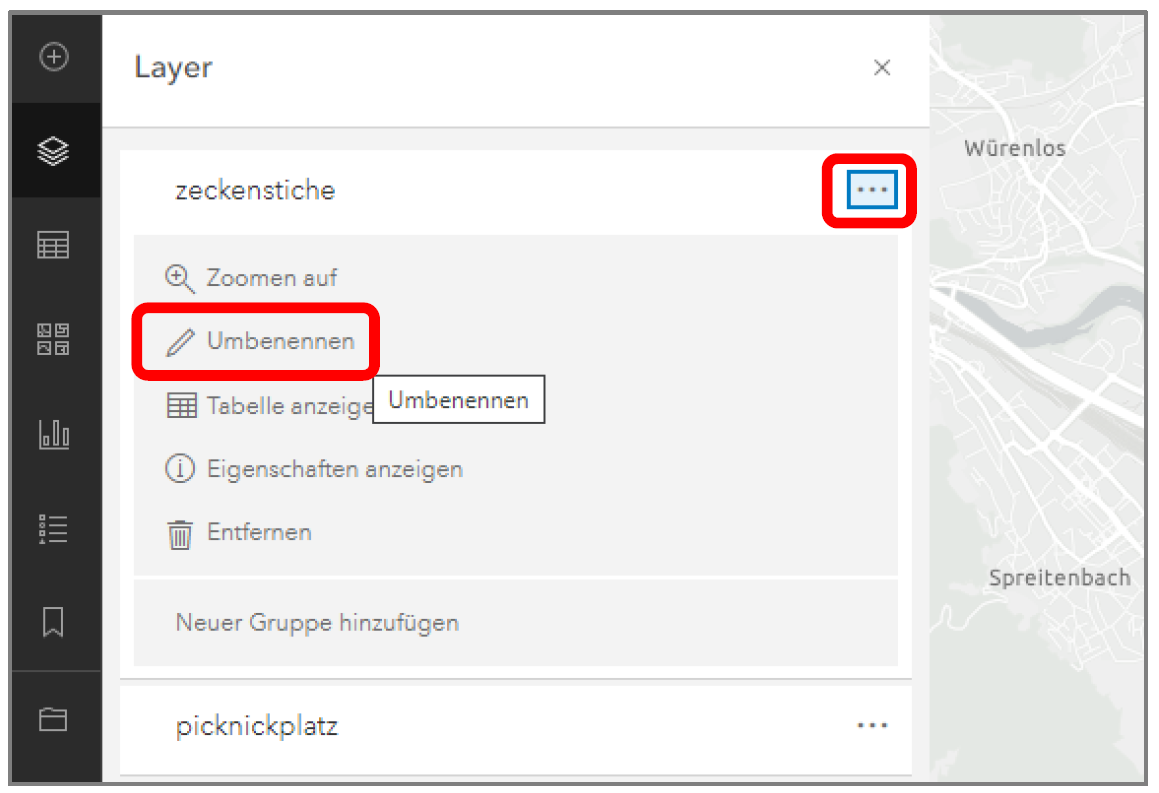 Layer
Würenlos
zeckenstiche
Zoomen auf
Umbenennen
Tabelle anzeige
Umbenennen
Eigenschaften anzeigen
Entfernen
Spreitenbach
Neuer Gruppe hinzufügen
picknickplatz